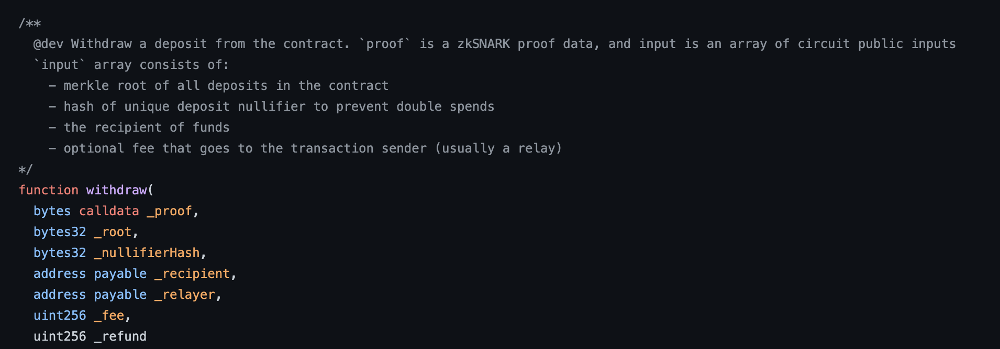 /**
@dev Withdraw a deposit from the contract. `proof` is a zkSNARK proof data, and input is an array of circuit public inputs
`input` array consists of:
- merkle root of all deposits in the contract
- hash of unique deposit nullifier to prevent double spends
- the recipient of funds
- optional fee that goes to the transaction sender (usually a relay)
*/
function withdraw(
bytes calldata _proof,
bytes32 _root,
bytes32 _nullifierHash,
address payable _recipient,
address payable _relayer,
uint256 _fee,
uint256 _refund